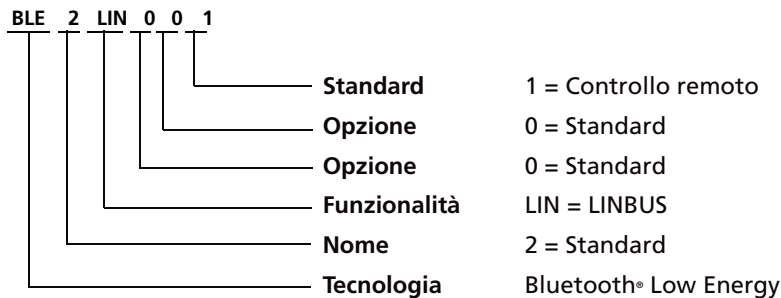 BLE 2 LIN 0 0 1
Standard 1 = Controllo remoto
Opzione 0 = Standard
Opzione 0 = Standard
Funzionalità LIN = LINBUS
Nome 2 = Standard
Tecnologia Bluetooth® Low Energy